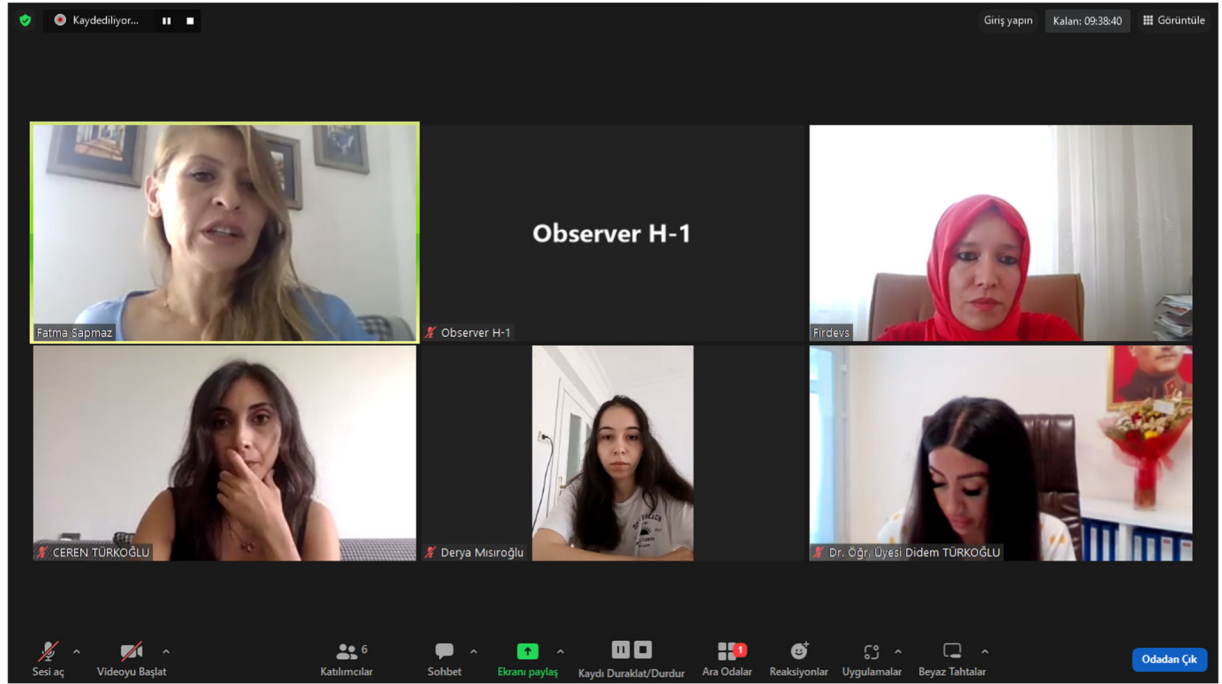 Kaydediliyor...
Giriş yapın
Kalan: 09:38:40
Görüntüle
Observer H-1
Fatma Sapmaz
Observer H-1
Firdevs
CEREN TÜRKOĞLU
Derya Mısıroğlu
Dr. Öğr. Üyesi Didem TÜRKOĞLU
6
1
Sesi aç
Videoyu Başlat
Katılımcılar
Sohbet
Ekranı paylaş
Kaydı Duraklat/Durdur
Ara Odalar
Reaksiyonlar
Uygulamalar
Beyaz Tahtalar
Odadan Çık